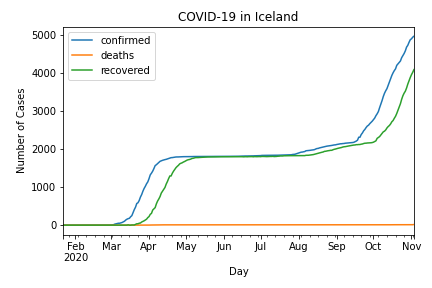 COVID-19 in Iceland
confirmed
deaths
recovered
Number of Cases
5000
4000
3000
2000
1000
0
Feb Mar Apr May Jun Jul Aug Sep Oct Nov
2020
Day